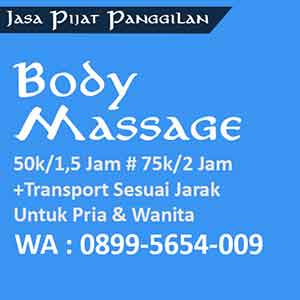 Jasa Pijat Panggilan
Body
Massage
50k/1,5 Jam # 75k/2 Jam
+Transport Sesuai Jarak
Untuk Pria & Wanita
WA : 0899-5654-009